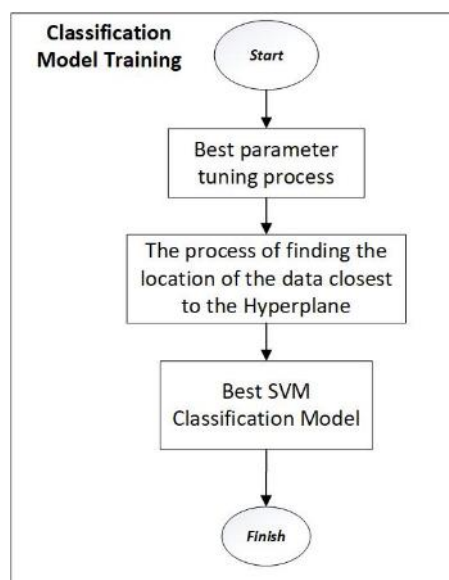 Classification
Model Training
Start
Best parameter
tuning process
The process of finding the
location of the data closest
to the Hyperplane
Best SVM
Classification Model
Finish